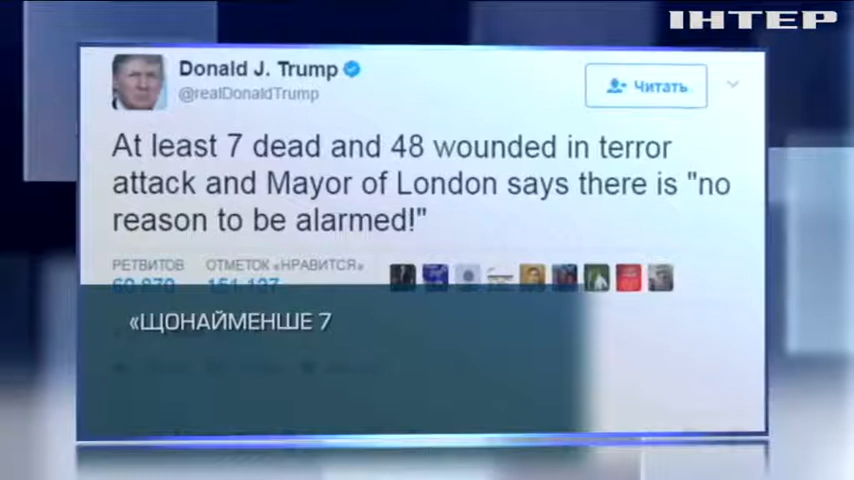 ІНТЕР
Donald J. Trump
@realDonaldTrump
Читать
At least 7 dead and 48 wounded in terror
attack and Mayor of London says there is "no
reason to be alarmed!"
РЕТВИТОВ ОТМЕТОК «НРАВИТСЯ»
«ЩОНАЙМЕНШЕ 7